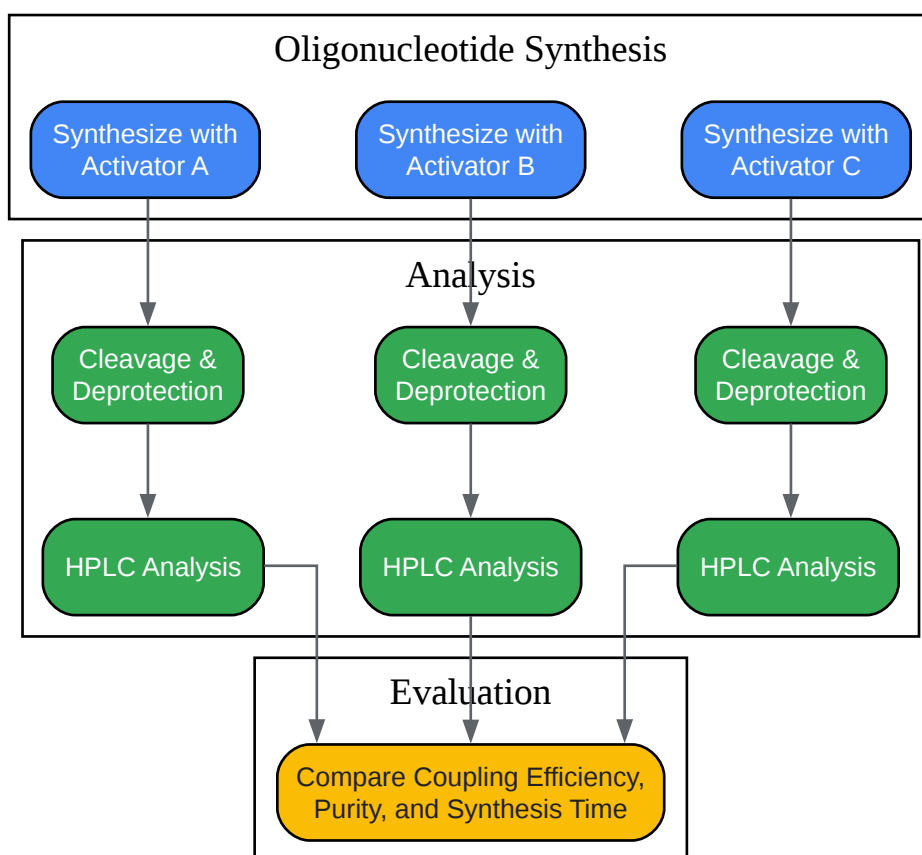 Oligonucleotide Synthesis
Synthesize with
Activator A
Synthesize with
Activator B
Synthesize with
Activator C
Analysis
Cleavage &
Deprotection
Cleavage &
Deprotection
Cleavage &
Deprotection
HPLC Analysis
HPLC Analysis
HPLC Analysis
Evaluation
Compare Coupling Efficiency,
Purity, and Synthesis Time